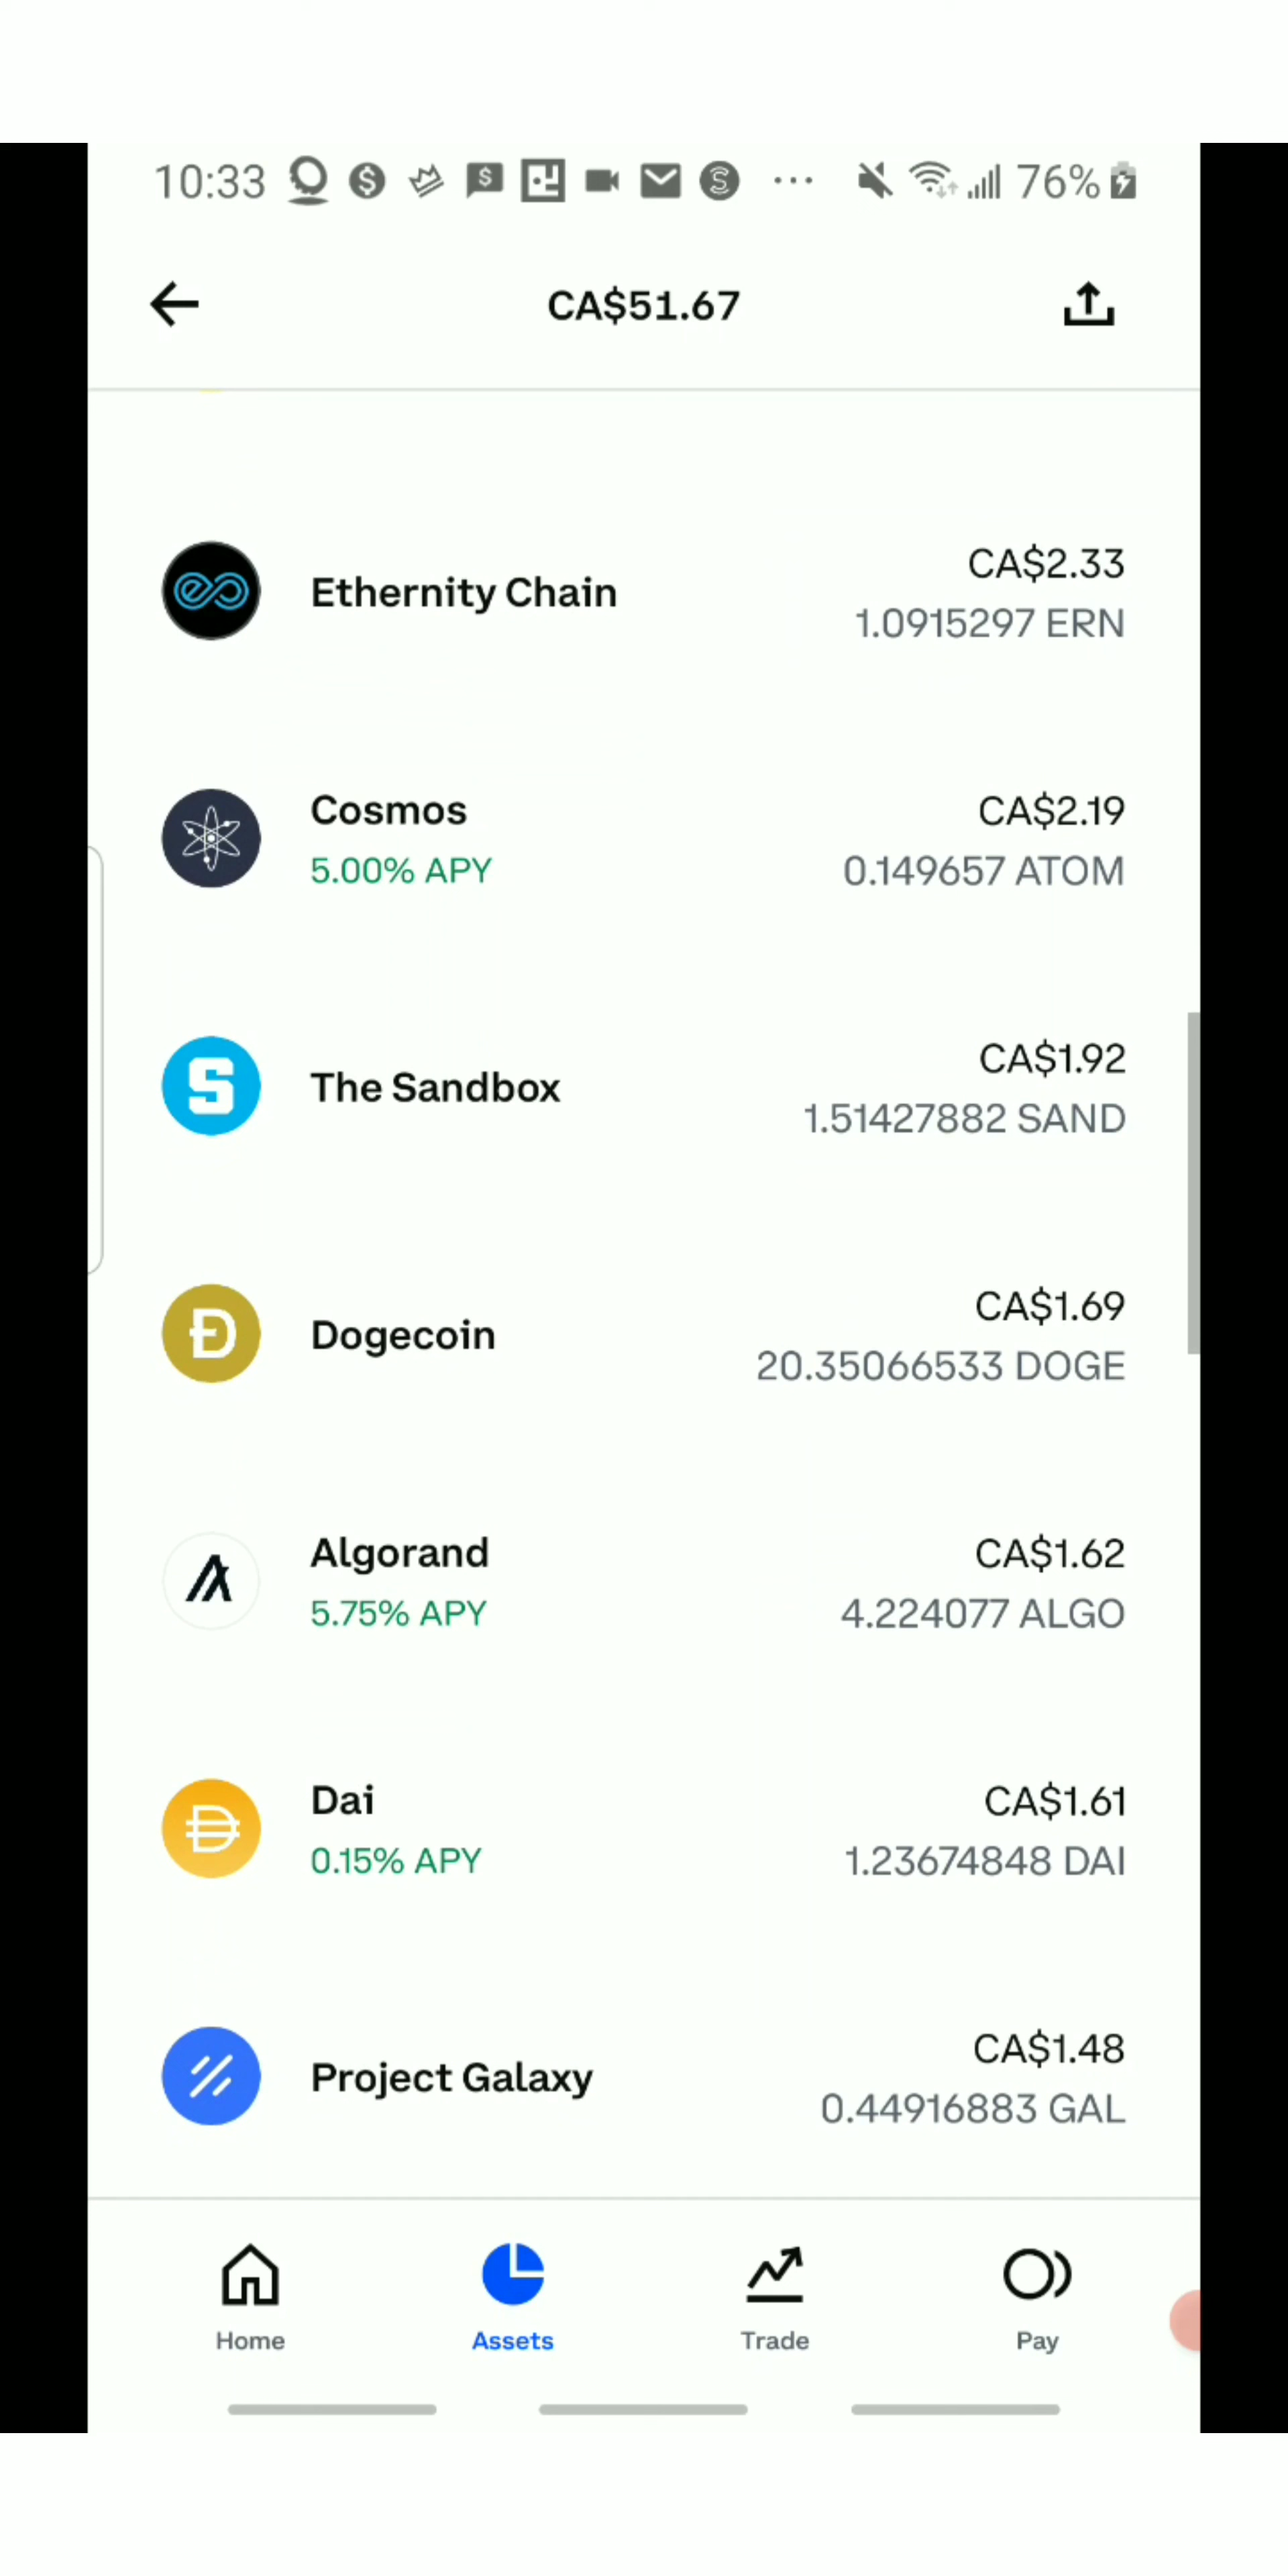 10:33 76%
CA$51.67
Ethernity Chain
CA$2.33
1.0915297 ERN
Cosmos
5.00% APY
CA$2.19
0.149657 ATOM
The Sandbox
CA$1.92
1.51427882 SAND
Dogecoin
CA$1.69
20.35066533 DOGE
Algorand
5.75% APY
CA$1.62
4.224077 ALGO
Dai
0.15% APY
CA$1.61
1.23674848 DAI
Project Galaxy
CA$1.48
0.44916883 GAL
Home Assets Trade Pay